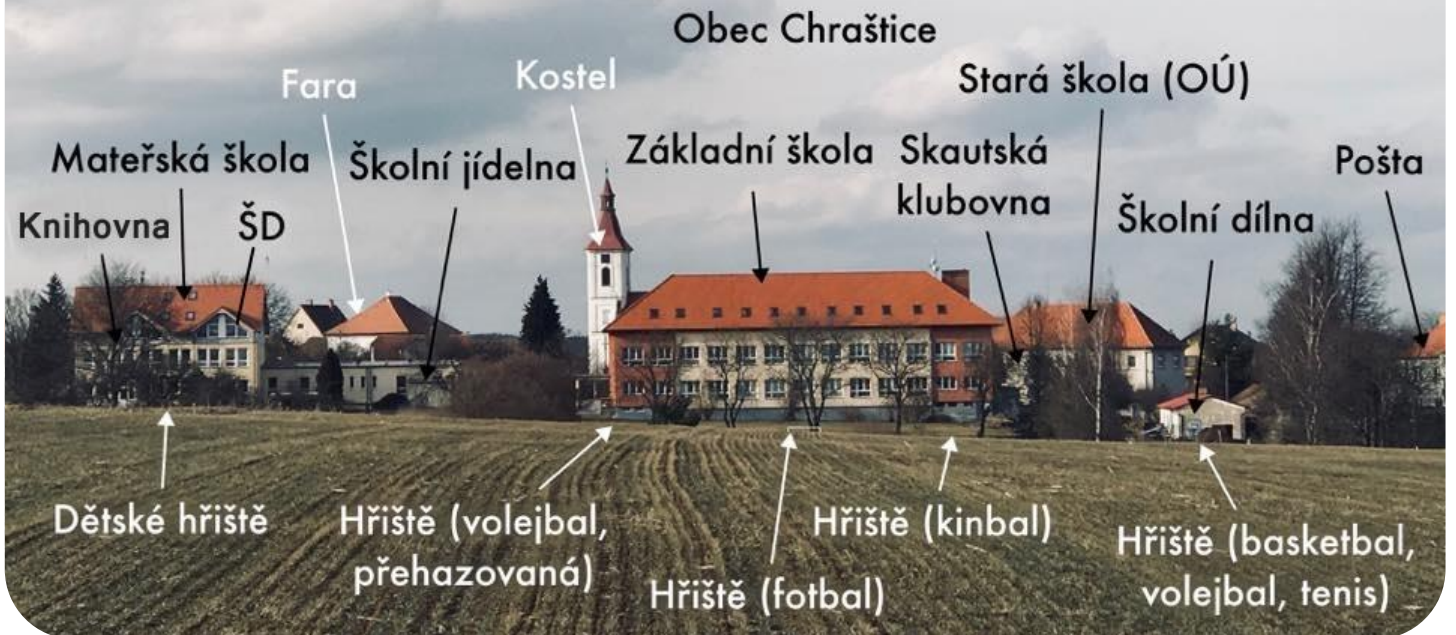 Obec Chraštice
Kostel
Stará škola (OÚ)
Fara
Mateřská škola
Školní jídelna
Základní škola
Skautská
klubovna
Pošta
Knihovna
ŠD
Školní dílna
Dětské hřiště
Hřiště (volejbal,
přehazovaná)
Hřiště (fotbal)
Hřiště (kinbal)
Hřiště (basketbal,
volejbal, tenis)